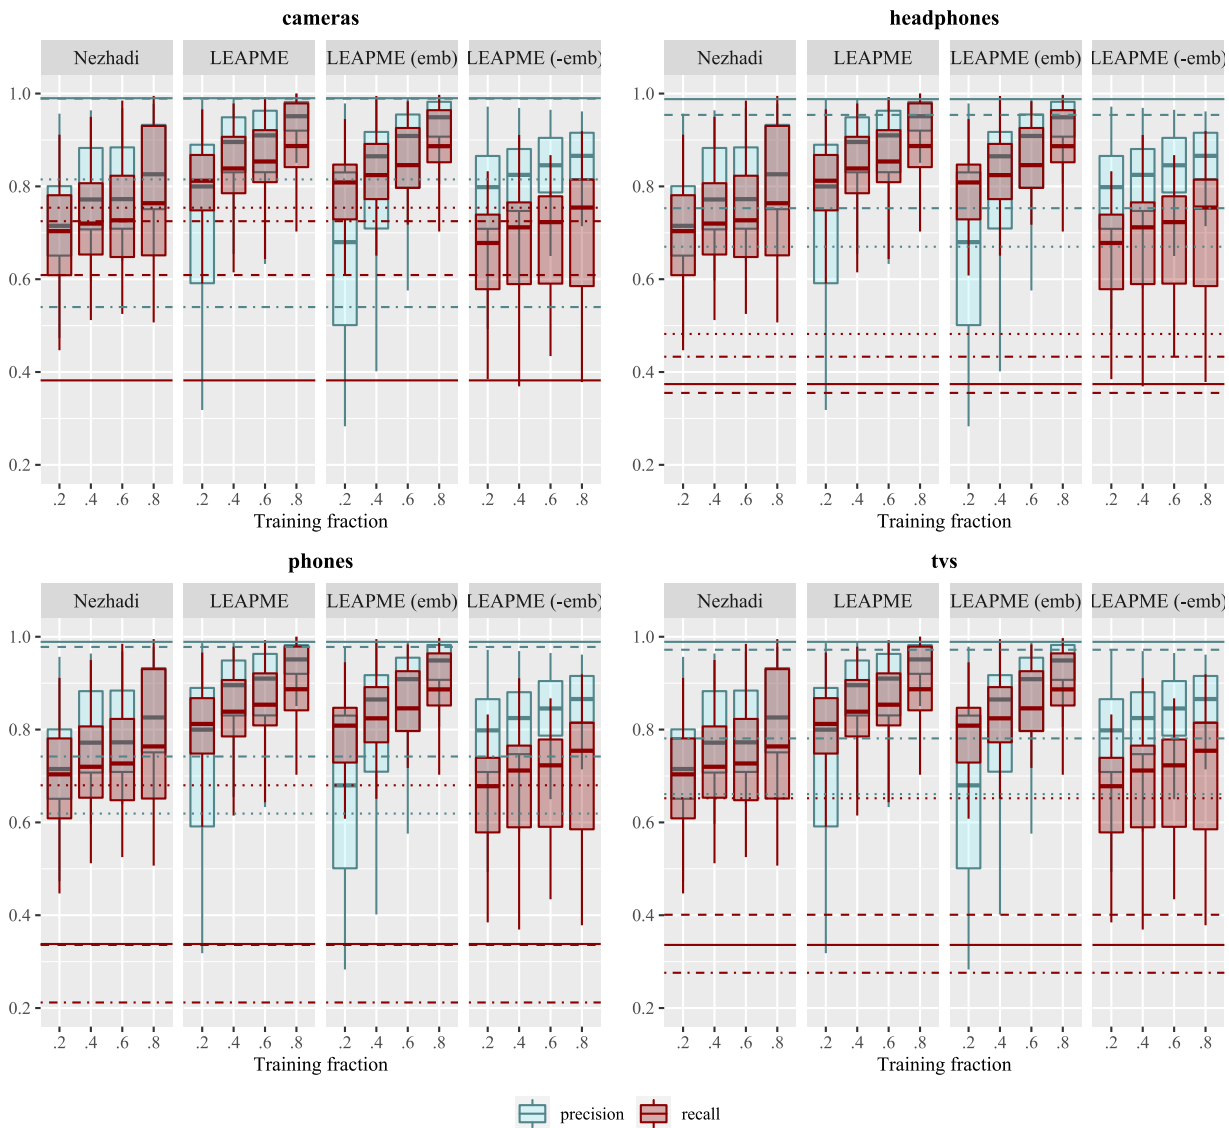 cameras
headphones
Nezhadi LEAPME LEAPME (emb) LEAPME (-emb)
Nezhadi LEAPME LEAPME (emb) LEAPME (-emb)
1.0
0.8
0.6
0.4
0.2
1.0
0.8
0.6
0.4
0.2
.2 .4 .6 .8 .2 .4 .6 .8 .2 .4 .6 .8 .2 .4 .6 .8
Training fraction
.2 .4 .6 .8 .2 .4 .6 .8 .2 .4 .6 .8 .2 .4 .6 .8
Training fraction
phones
tvs
Nezhadi LEAPME LEAPME (emb) LEAPME (-emb)
Nezhadi LEAPME LEAPME (emb) LEAPME (-emb)
1.0
0.8
0.6
0.4
0.2
1.0
0.8
0.6
0.4
0.2
.2 .4 .6 .8 .2 .4 .6 .8 .2 .4 .6 .8 .2 .4 .6 .8
Training fraction
.2 .4 .6 .8 .2 .4 .6 .8 .2 .4 .6 .8 .2 .4 .6 .8
Training fraction
precision recall